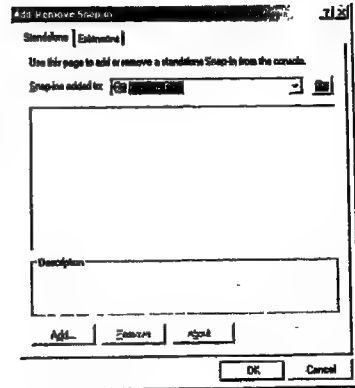 Add/Remove Snap-in
Standalone Extensions
Use this page to add or remove a standalone Snap-in from the console.
Snap-ins added to:
Description
Add... Remove About
OK Cancel